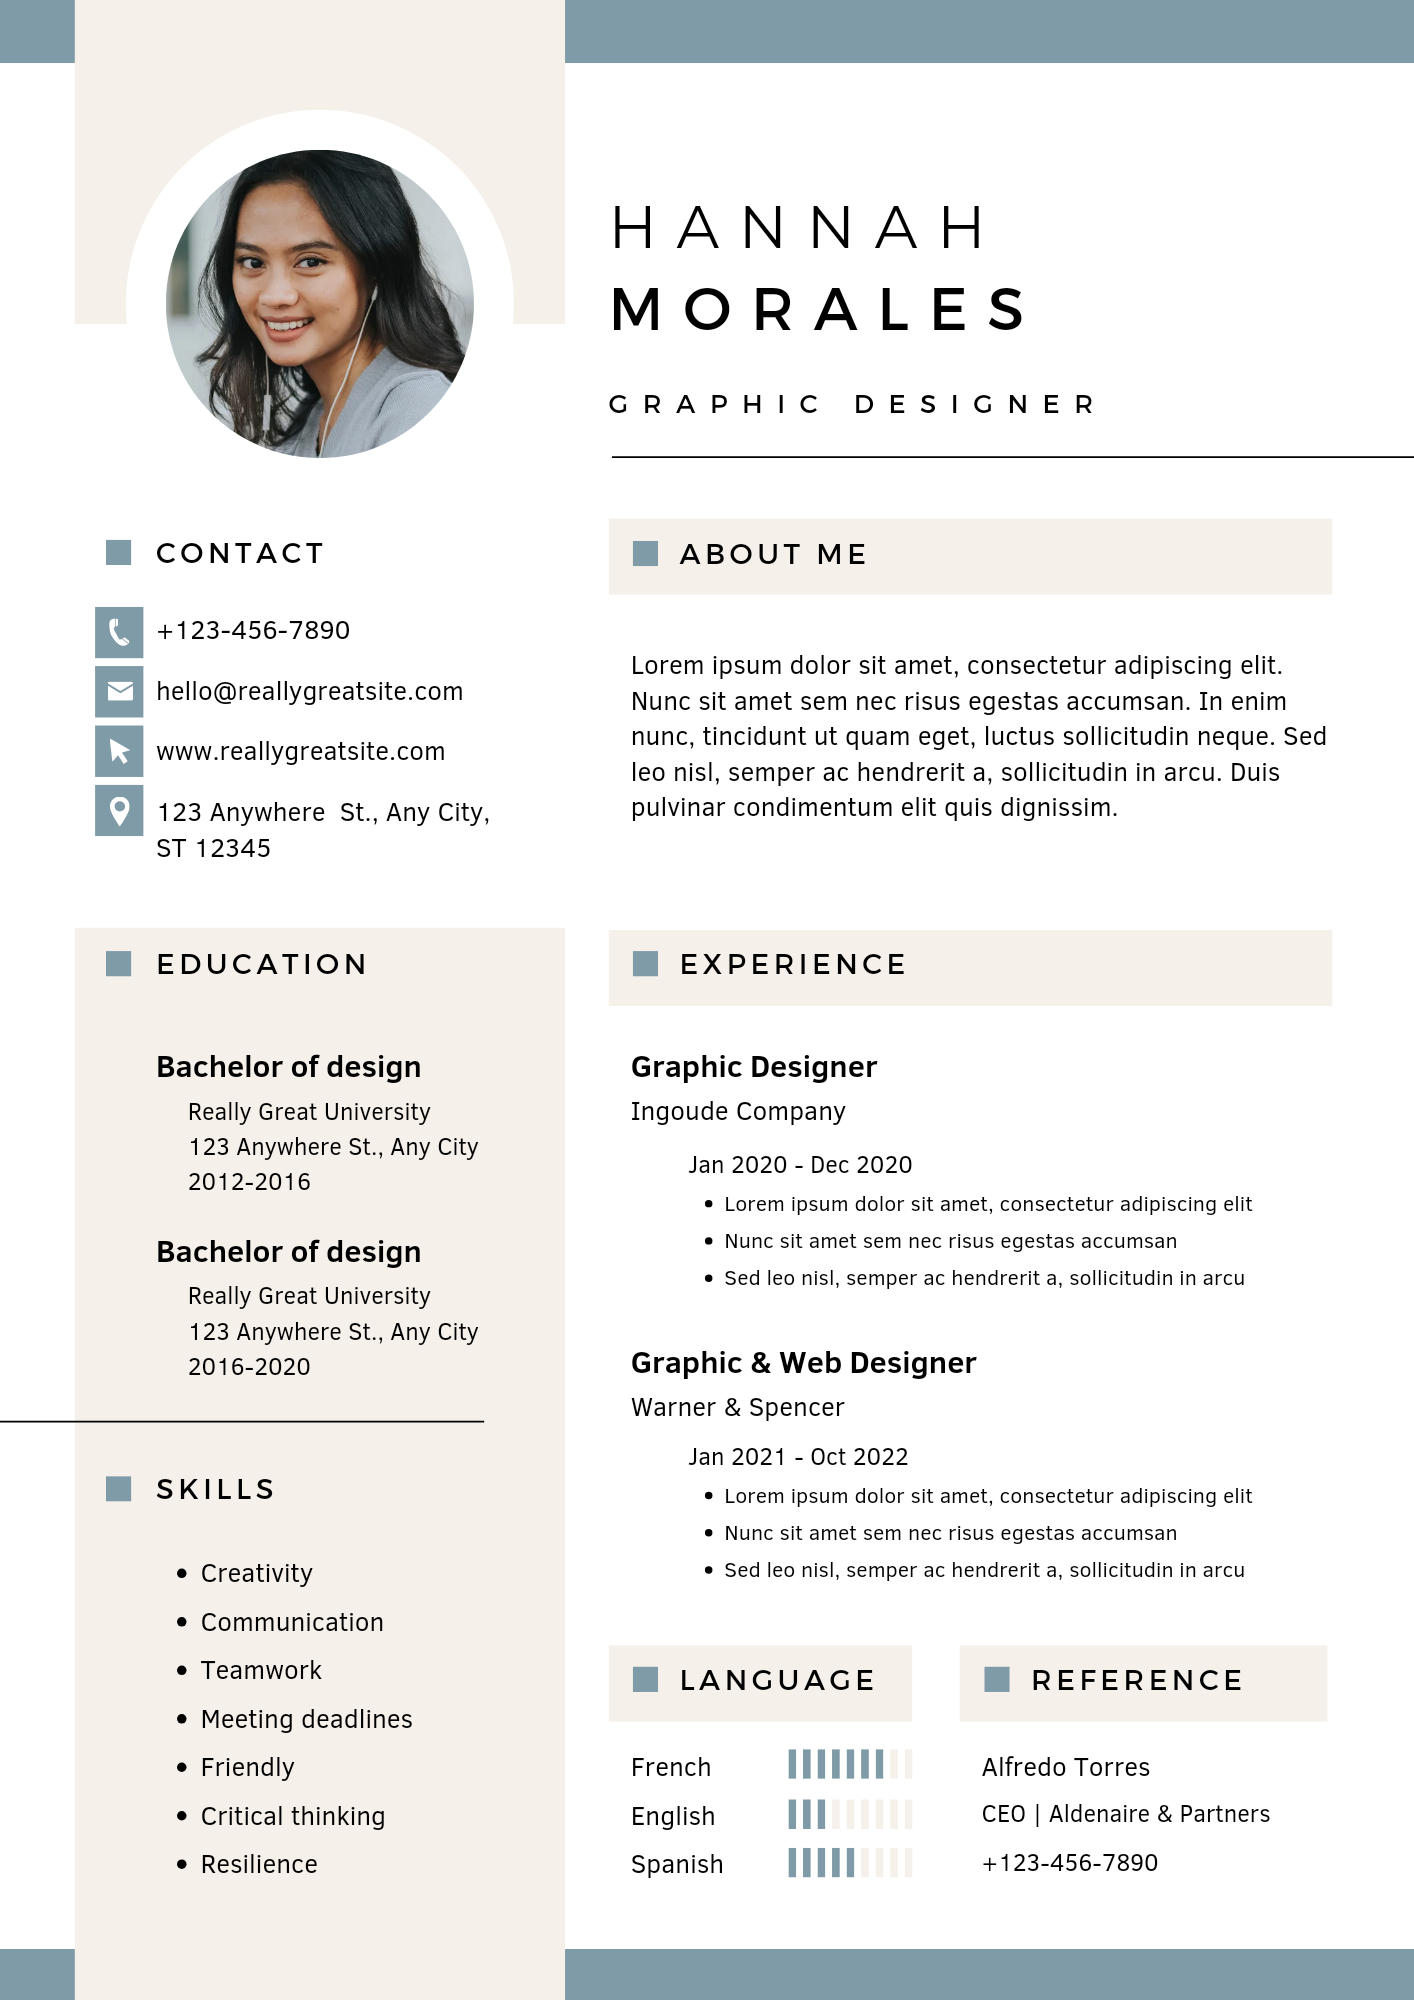 HANNAH
MORALES
GRAPHIC DESIGNER
CONTACT
+123-456-7890
hello@reallygreatsite.com
www.reallygreatsite.com
123 Anywhere  St., Any City,
ST 12345
EDUCATION
Bachelor of design
Really Great University
123 Anywhere St., Any City
2012-2016
Bachelor of design
Really Great University
123 Anywhere St., Any City
2016-2020
SKILLS
• Creativity
• Communication
• Teamwork
• Meeting deadlines
• Friendly
• Critical thinking
• Resilience
ABOUT ME
Lorem ipsum dolor sit amet, consectetur adipiscing elit.
Nunc sit amet sem nec risus egestas accumsan. In enim
nunc, tincidunt ut quam eget, luctus sollicitudin neque. Sed
leo nisl, semper ac hendrerit a, sollicitudin in arcu. Duis
pulvinar condimentum elit quis dignissim.
EXPERIENCE
Graphic Designer
Ingoude Company
Jan 2020 - Dec 2020
• Lorem ipsum dolor sit amet, consectetur adipiscing elit
• Nunc sit amet sem nec risus egestas accumsan
• Sed leo nisl, semper ac hendrerit a, sollicitudin in arcu
Graphic & Web Designer
Warner & Spencer
Jan 2021 - Oct 2022
• Lorem ipsum dolor sit amet, consectetur adipiscing elit
• Nunc sit amet sem nec risus egestas accumsan
• Sed leo nisl, semper ac hendrerit a, sollicitudin in arcu
LANGUAGE
French
English
Spanish
REFERENCE
Alfredo Torres
CEO | Aldenaire & Partners
+123-456-7890